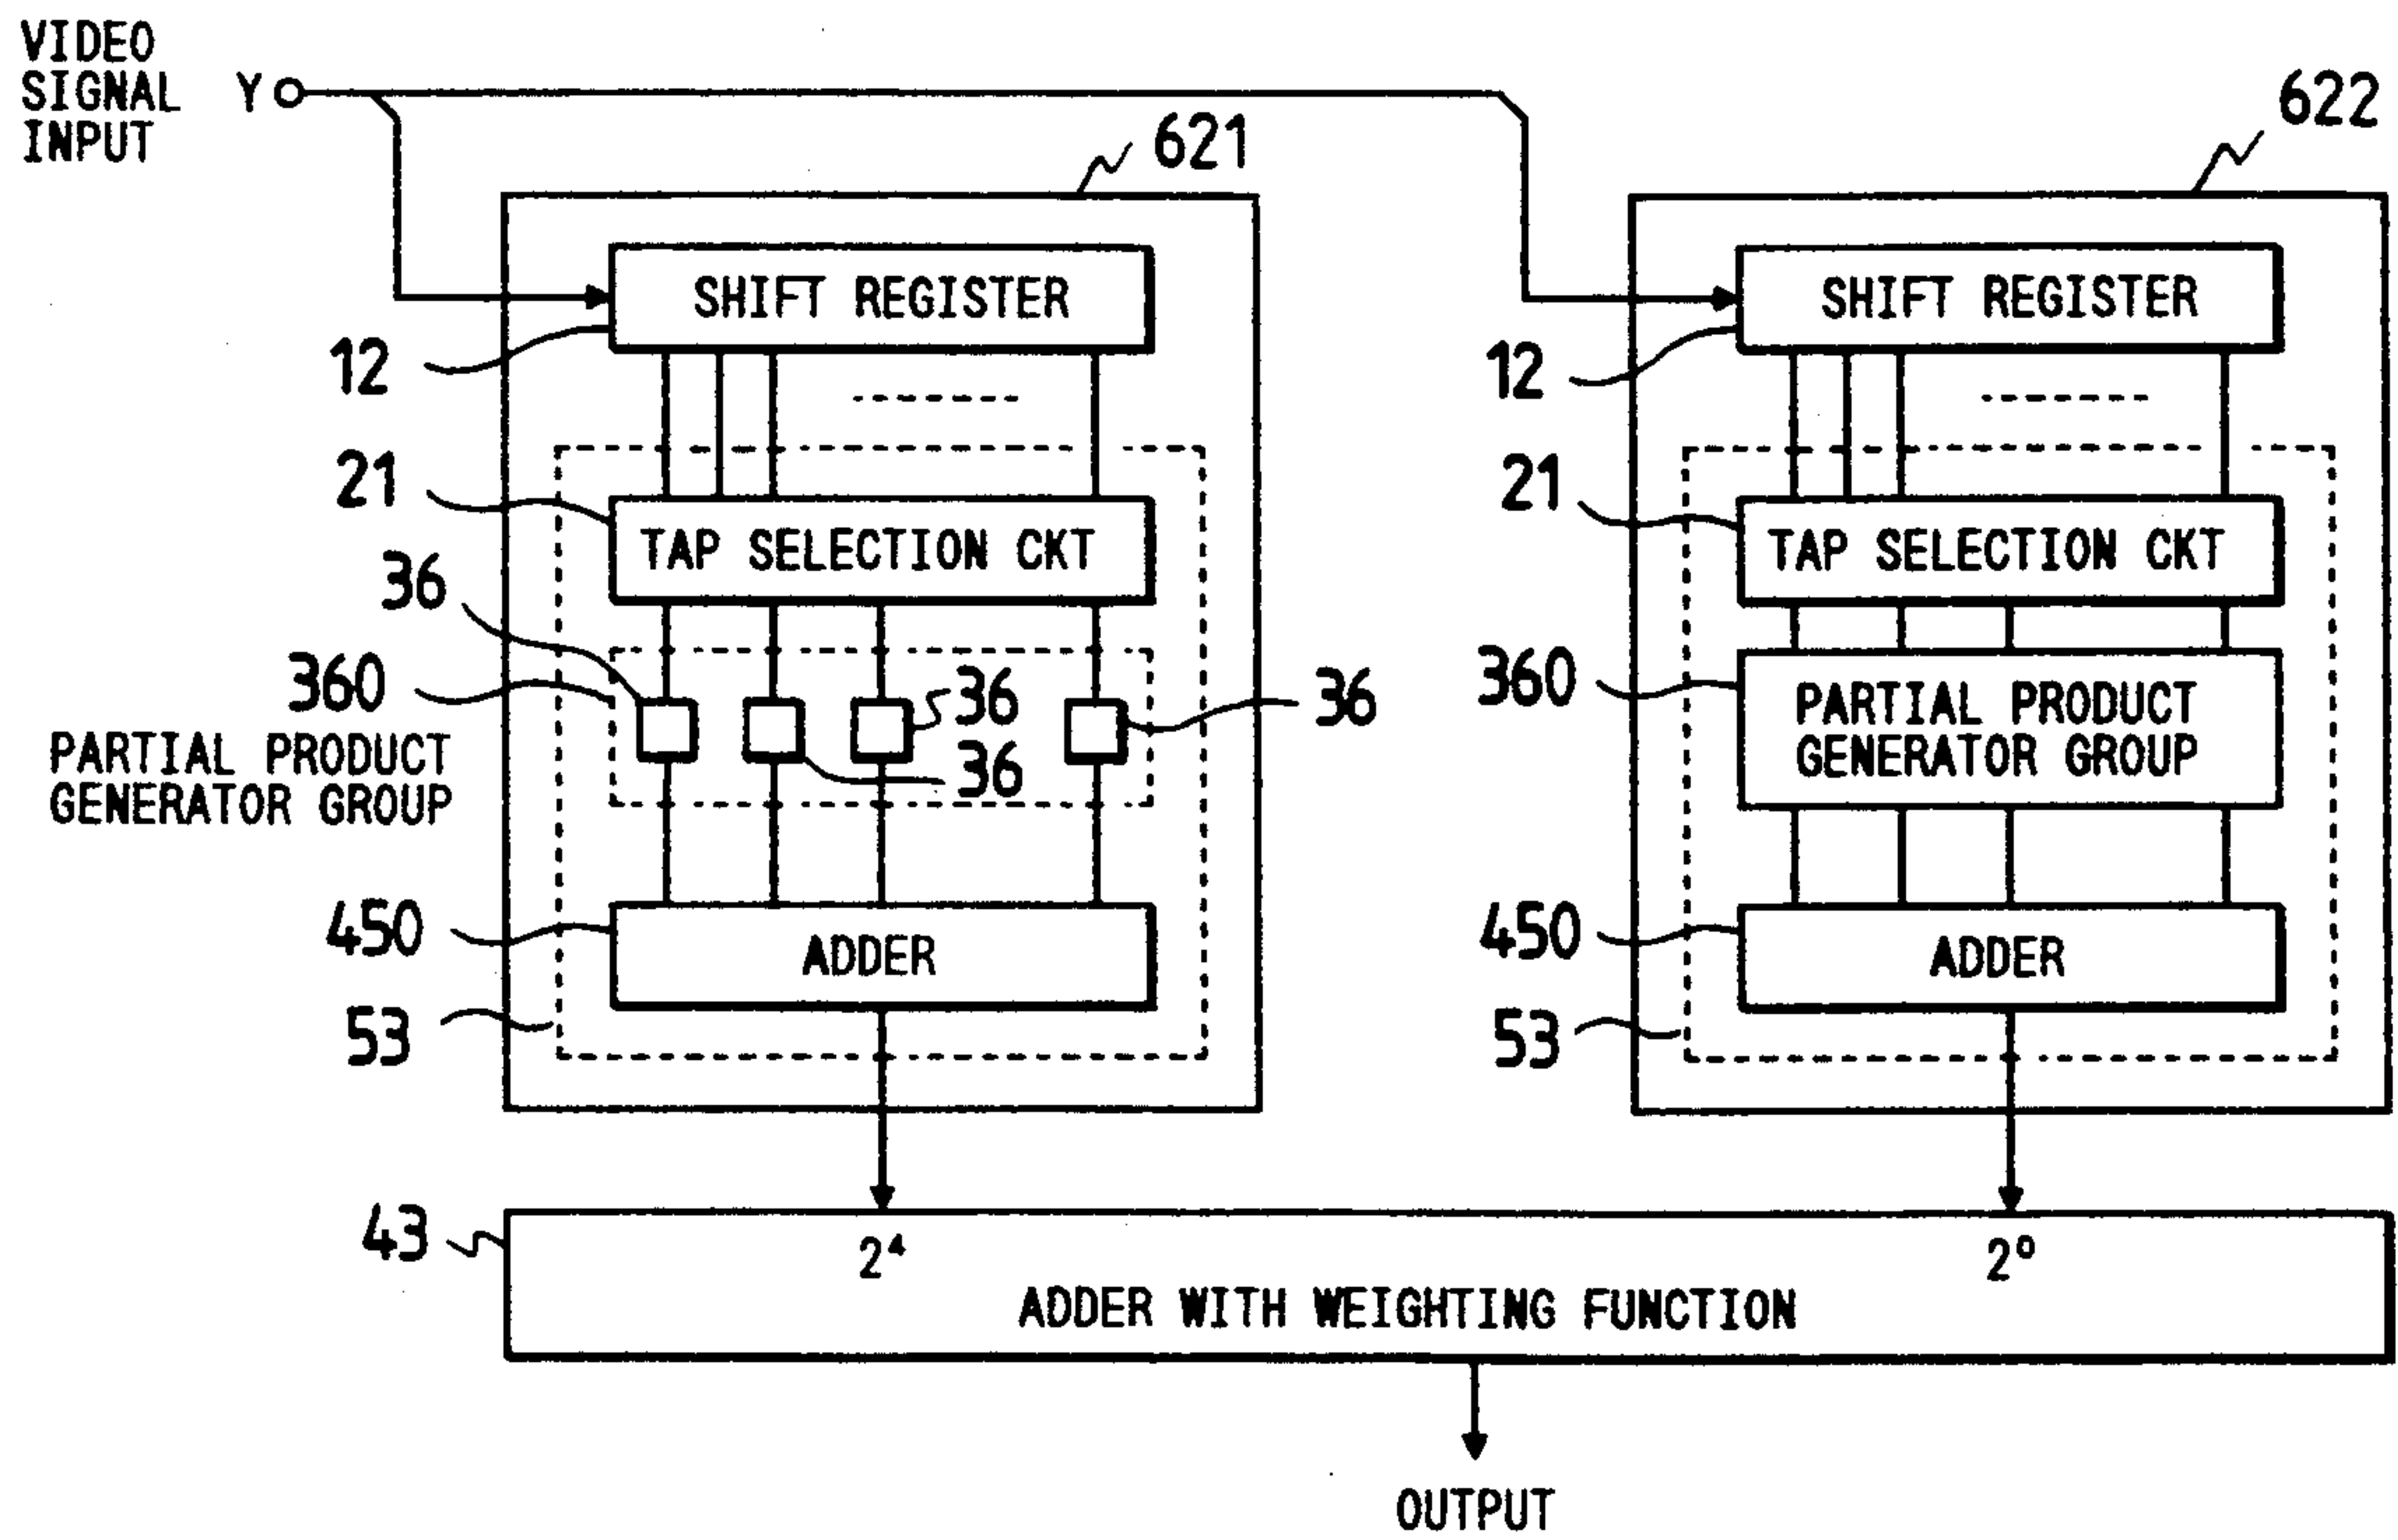 VIDEO
SIGNAL
INPUT
Y
621
622
SHIFT REGISTER
SHIFT REGISTER
12
12
21
21
TAP SELECTION CKT
TAP SELECTION CKT
36
360
36
36
36
360
PARTIAL PRODUCT
GENERATOR GROUP
PARTIAL PRODUCT
GENERATOR GROUP
450
450
ADDER
ADDER
53
53
43
2⁴
2⁰
ADDER WITH WEIGHTING FUNCTION
OUTPUT